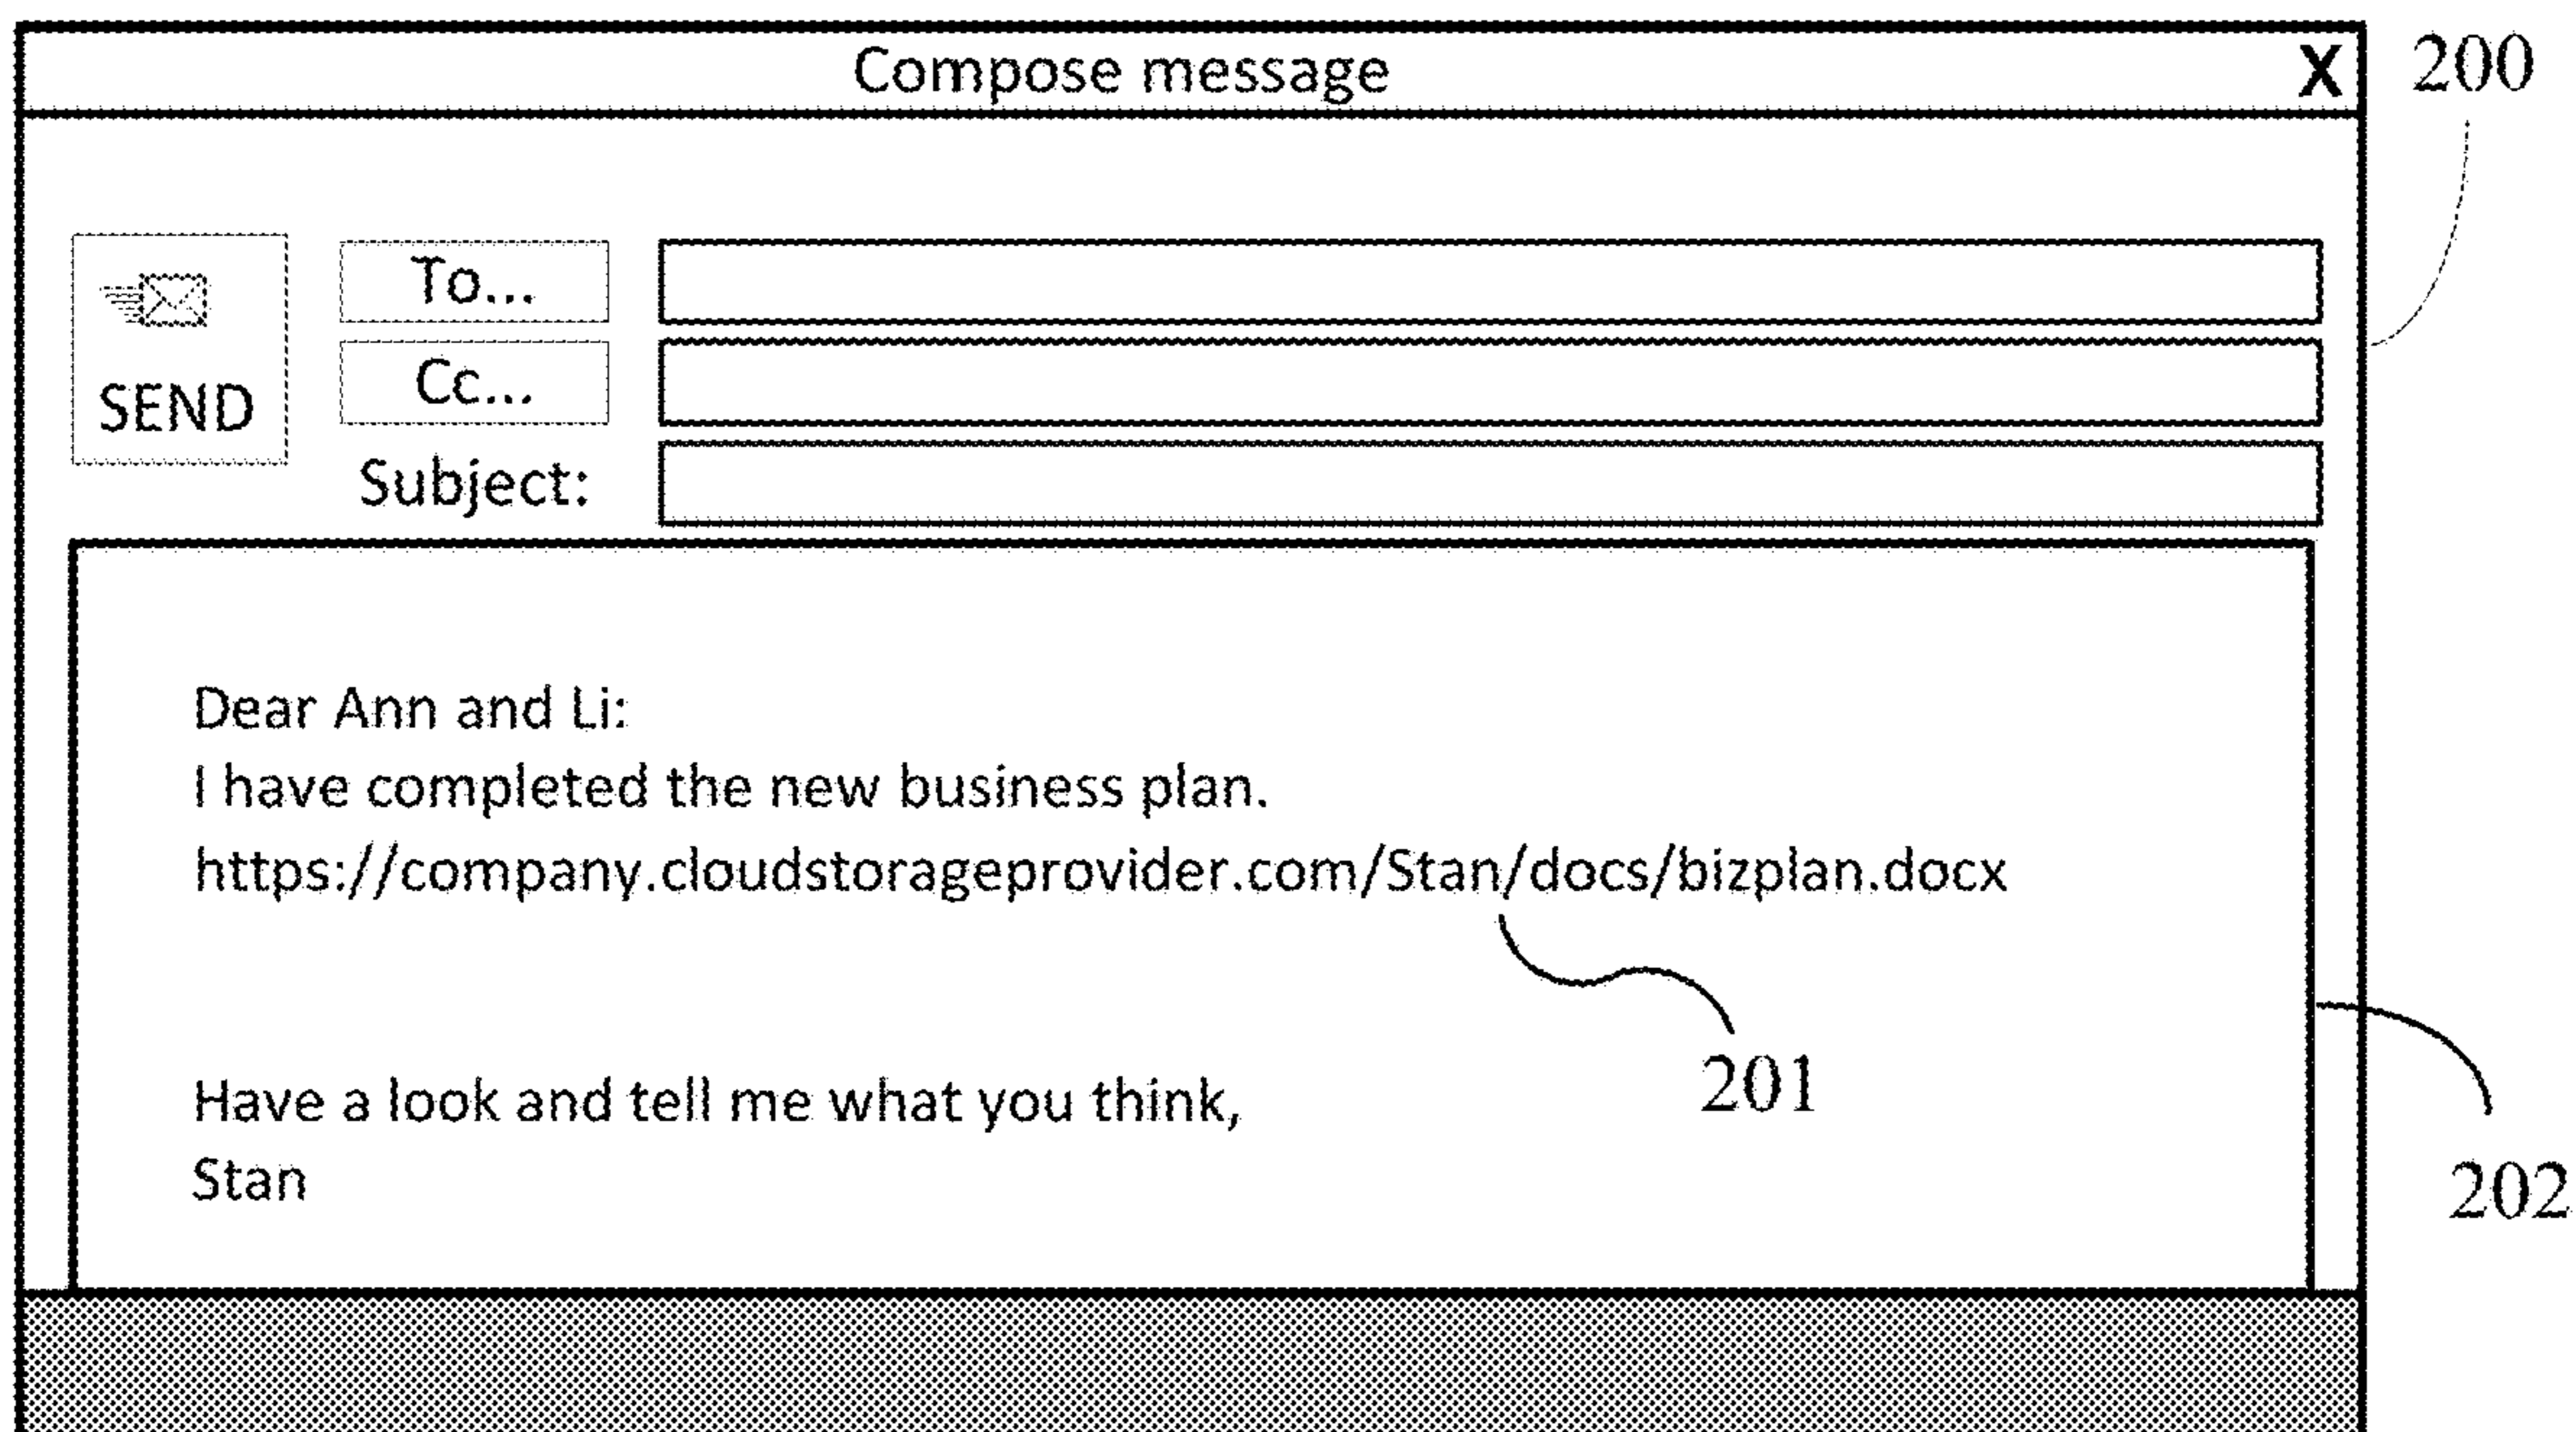 Compose message X
200
To...
Cc...
SEND
Subject:
Dear Ann and Li:
I have completed the new business plan.
https://company.cloudstorageprovider.com/Stan/docs/bizplan.docx
201
Have a look and tell me what you think,
Stan
202